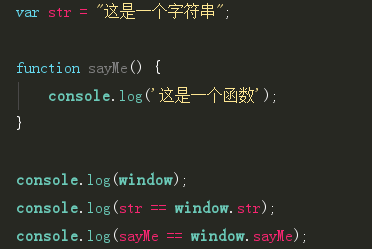 var str = "这是一个字符串";
function sayMe() {
console.log('这是一个函数');
}
console.log(window);
console.log(str == window.str);
console.log(sayMe == window.sayMe);